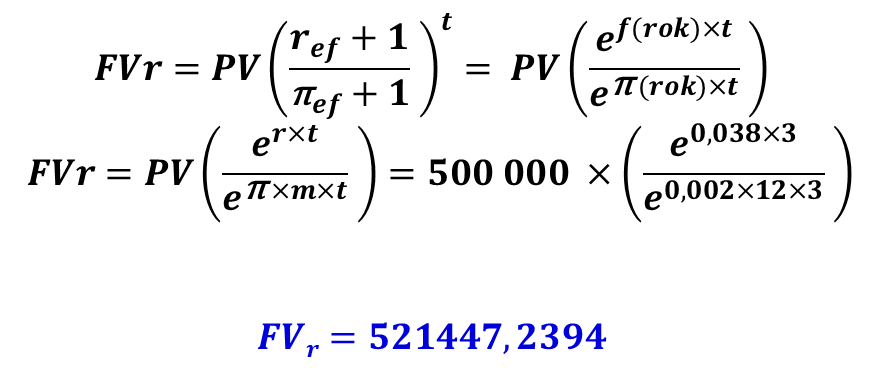 FVr = PV((r_ef + 1)/(π_ef + 1))^t = PV(e^{f(rok)×t}/e^{π(rok)×t})
FVr = PV(e^{r×t}/e^{π×m×t}) = 500 000 × (e^{0,038×3}/e^{0,002×12×3})
FV_r = 521447,2394